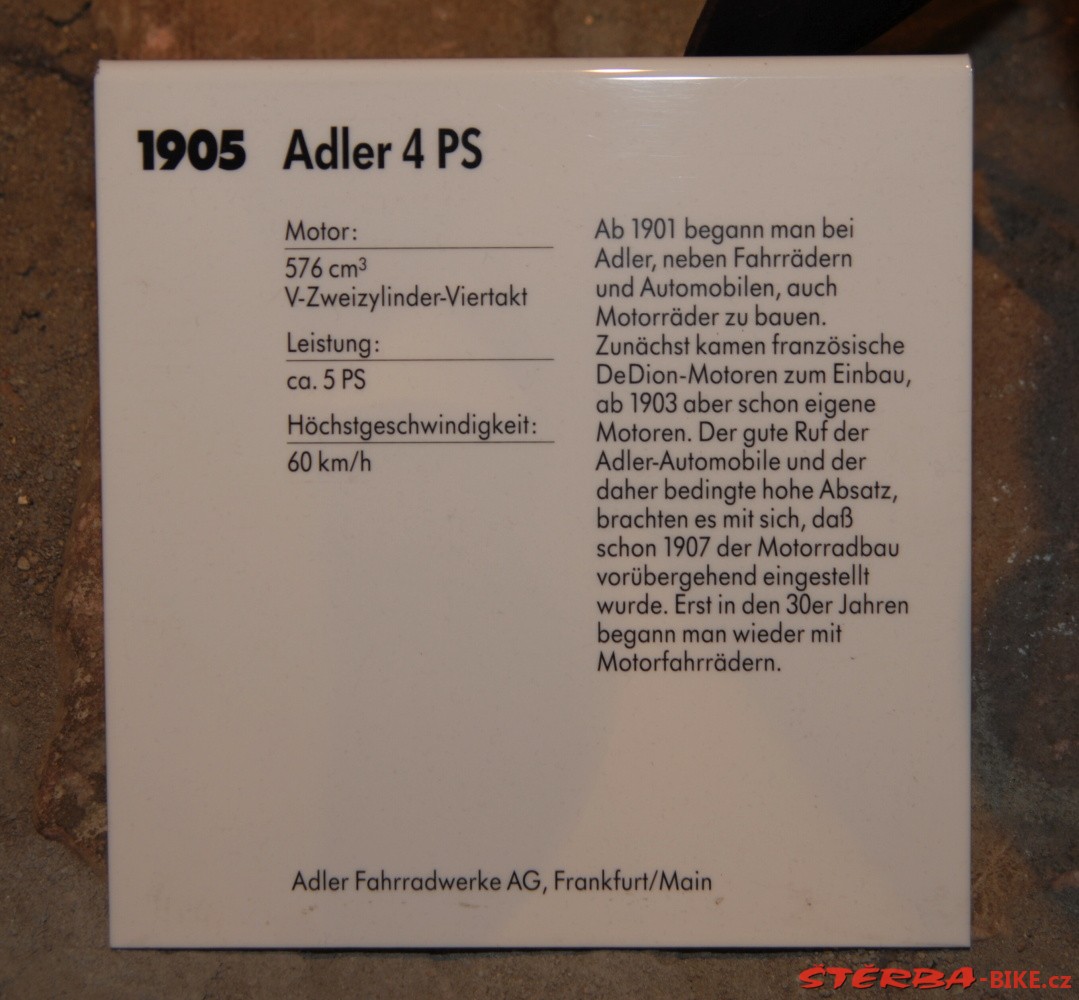 1905 Adler 4 PS
Motor:
576 cm³
V-Zweizylinder-Viertakt
Leistung:
ca. 5 PS
Höchstgeschwindigkeit:
60 km/h
Ab 1901 begann man bei
Adler, neben Fahrrädern
und Automobilen, auch
Motorräder zu bauen.
Zunächst kamen französische
DeDion-Motoren zum Einbau,
ab 1903 aber schon eigene
Motoren. Der gute Ruf der
Adler-Automobile und der
daher bedingte hohe Absatz,
brachten es mit sich, daß
schon 1907 der Motorradbau
vorübergehend eingestellt
wurde. Erst in den 30er Jahren
begann man wieder mit
Motorfahrrädern.
Adler Fahrradwerke AG, Frankfurt/Main
ŠTĚRBA-BIKE.cz